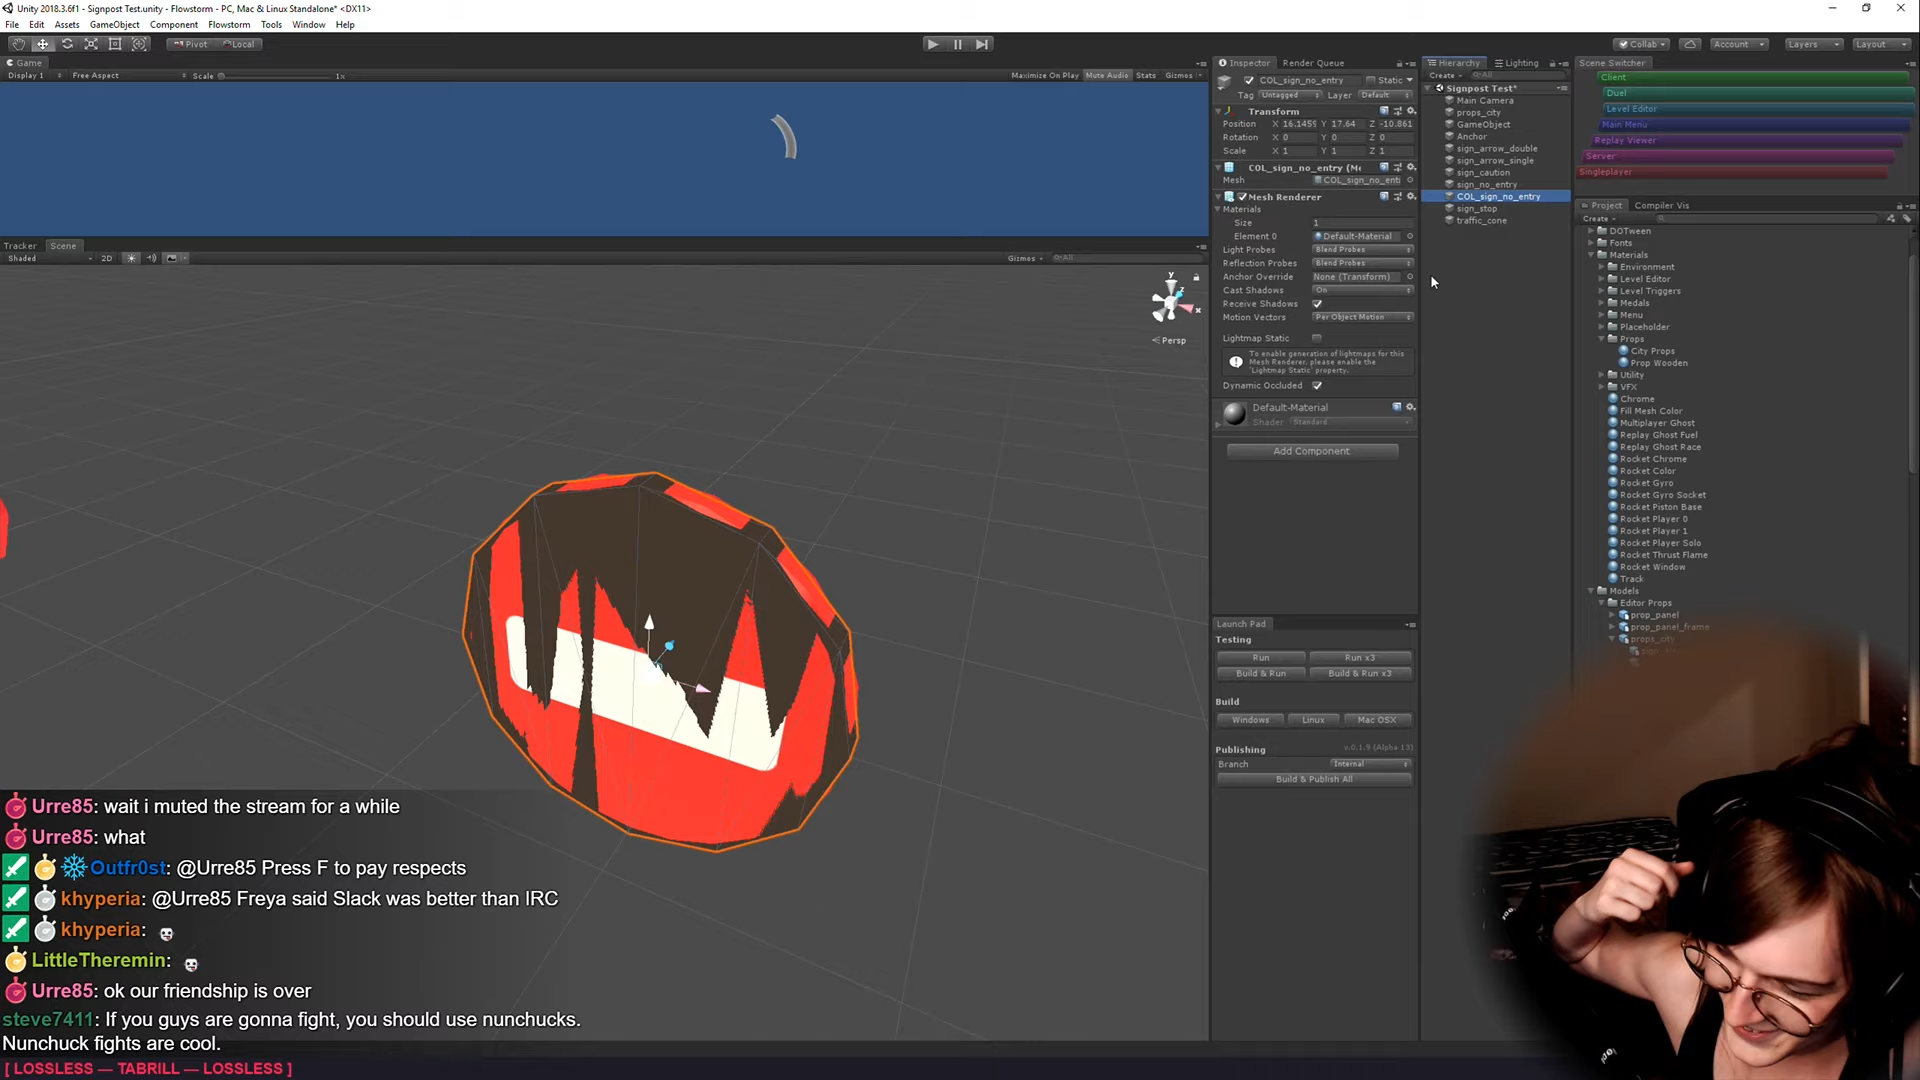 Unity 2018.3.6f1 - Signpost Test.unity - Flowstorm - PC, Mac & Linux Standalone* <DX11>
File Edit Assets GameObject Component Flowstorm Tools Window Help
Pivot Local
Collab Account Layers Layout
Game
Display 1 Free Aspect Scale 1x Maximize On Play Mute Audio Stats Gizmos
Tracker Scene
Shaded 2D Gizmos All
y
x
Persp
Inspector Render Queue
COL_sign_no_entry Static
Tag Untagged Layer Default
Transform
Position X 16.1459 Y 17.64 Z -10.861
Rotation X 0 Y 0 Z 0
Scale X 1 Y 1 Z 1
COL_sign_no_entry (Me
Mesh COL_sign_no_enti
Mesh Renderer
Materials
Size 1
Element 0 Default-Material
Light Probes Blend Probes
Reflection Probes Blend Probes
Anchor Override None (Transform)
Cast Shadows On
Receive Shadows
Motion Vectors Per Object Motion
Lightmap Static
To enable generation of lightmaps for this
Mesh Renderer, please enable the
'Lightmap Static' property.
Dynamic Occluded
Default-Material
Shader Standard
Add Component
Launch Pad
Testing
Run Run x3
Build & Run Build & Run x3
Build
Windows Linux Mac OSX
Publishing v.0.1.9 (Alpha 13)
Branch Internal
Build & Publish All
Hierarchy Lighting
Create All
Signpost Test*
Main Camera
props_city
GameObject
Anchor
sign_arrow_double
sign_arrow_single
sign_caution
sign_no_entry
COL_sign_no_entry
sign_stop
traffic_cone
Scene Switcher
Client
Duel
Level Editor
Main Menu
Replay Viewer
Server
Singleplayer
Project Compiler Vis
Create
DOTween
Fonts
Materials
Environment
Level Editor
Level Triggers
Medals
Menu
Placeholder
Props
City Props
Prop Wooden
Utility
VFX
Chrome
Fill Mesh Color
Multiplayer Ghost
Replay Ghost Fuel
Replay Ghost Race
Rocket Chrome
Rocket Color
Rocket Gyro
Rocket Gyro Socket
Rocket Piston Base
Rocket Player 0
Rocket Player 1
Rocket Player Solo
Rocket Thrust Flame
Rocket Window
Track
Models
Editor Props
prop_panel
prop_panel_frame
props_city
Urre85: wait i muted the stream for a while
Urre85: what
Outfr0st: @Urre85 Press F to pay respects
khyperia: @Urre85 Freya said Slack was better than IRC
khyperia:
LittleTheremin:
Urre85: ok our friendship is over
steve7411: If you guys are gonna fight, you should use nunchucks.
Nunchuck fights are cool.
[ LOSSLESS — TABRILL — LOSSLESS ]